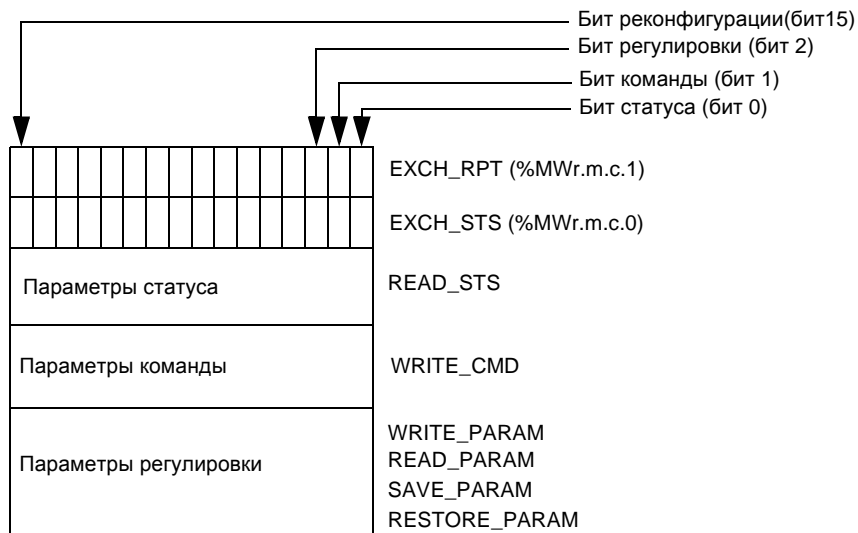 Бит реконфигурации(бит15)
Бит регулировки (бит 2)
Бит команды (бит 1)
Бит статуса (бит 0)
EXCH_RPT (%MWr.m.c.1)
EXCH_STS (%MWr.m.c.0)
Параметры статуса READ_STS
Параметры команды WRITE_CMD
WRITE_PARAM
Параметры регулировки READ_PARAM
SAVE_PARAM
RESTORE_PARAM